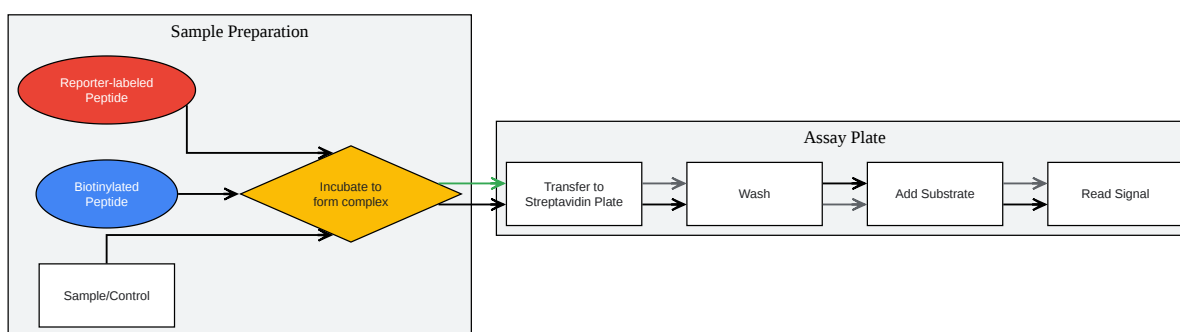 Sample Preparation
Reporter-labeled
Peptide
Biotinylated
Peptide
Incubate to
form complex
Sample/Control
Assay Plate
Transfer to
Streptavidin Plate
Wash
Add Substrate
Read Signal